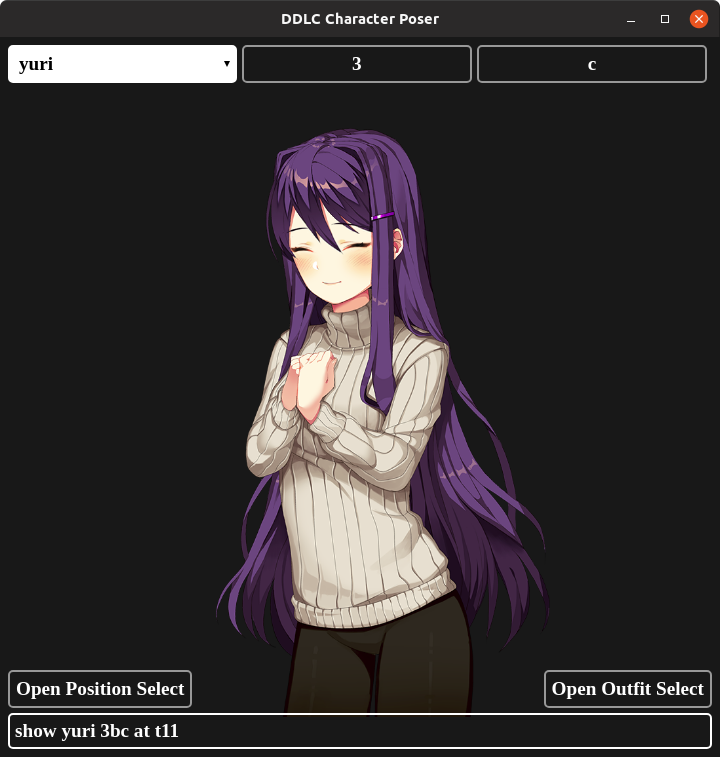 DDLC Character Poser
yuri
3
c
Open Position Select
Open Outfit Select
show yuri 3bc at t11